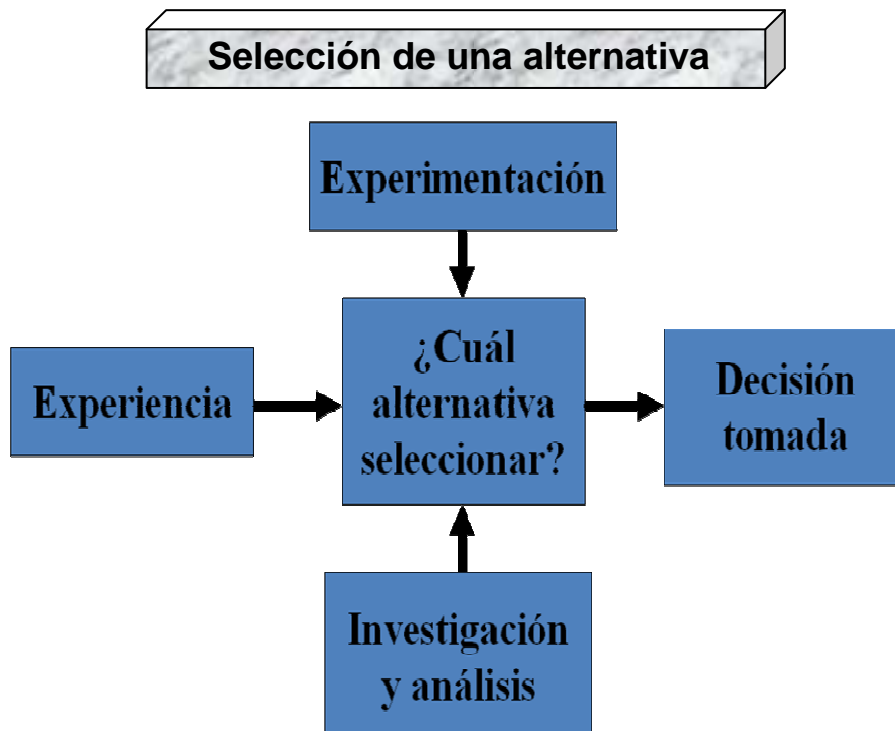 Selección de una alternativa
Experimentación
Experiencia
¿Cuál
alternativa
seleccionar?
Decisión
tomada
Investigación
y análisis